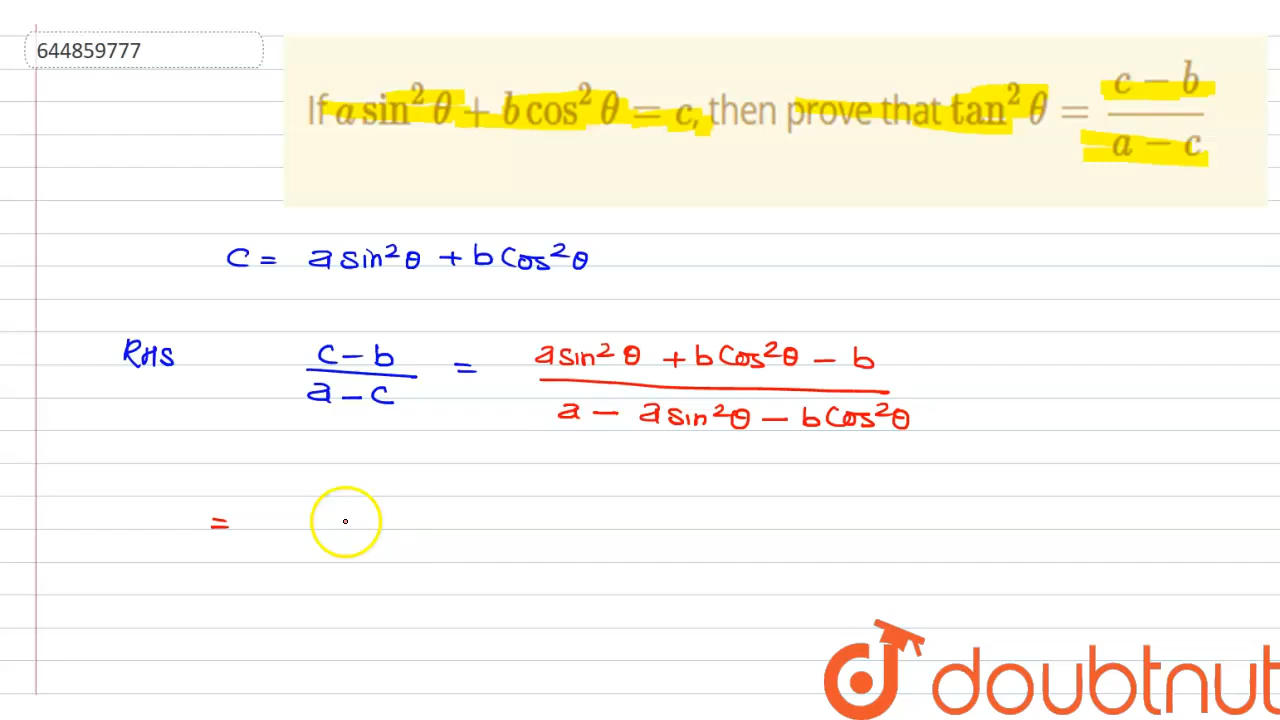 644859777
If a sin² θ + b cos² θ = c, then prove that tan² θ = (c − b)/(a − c)
C = a sin²θ + b Cos²θ
RHS (c − b)/(a − c) = (a sin²θ + b Cos²θ − b)/(a − a sin²θ − b Cos²θ)
=
doubtnut